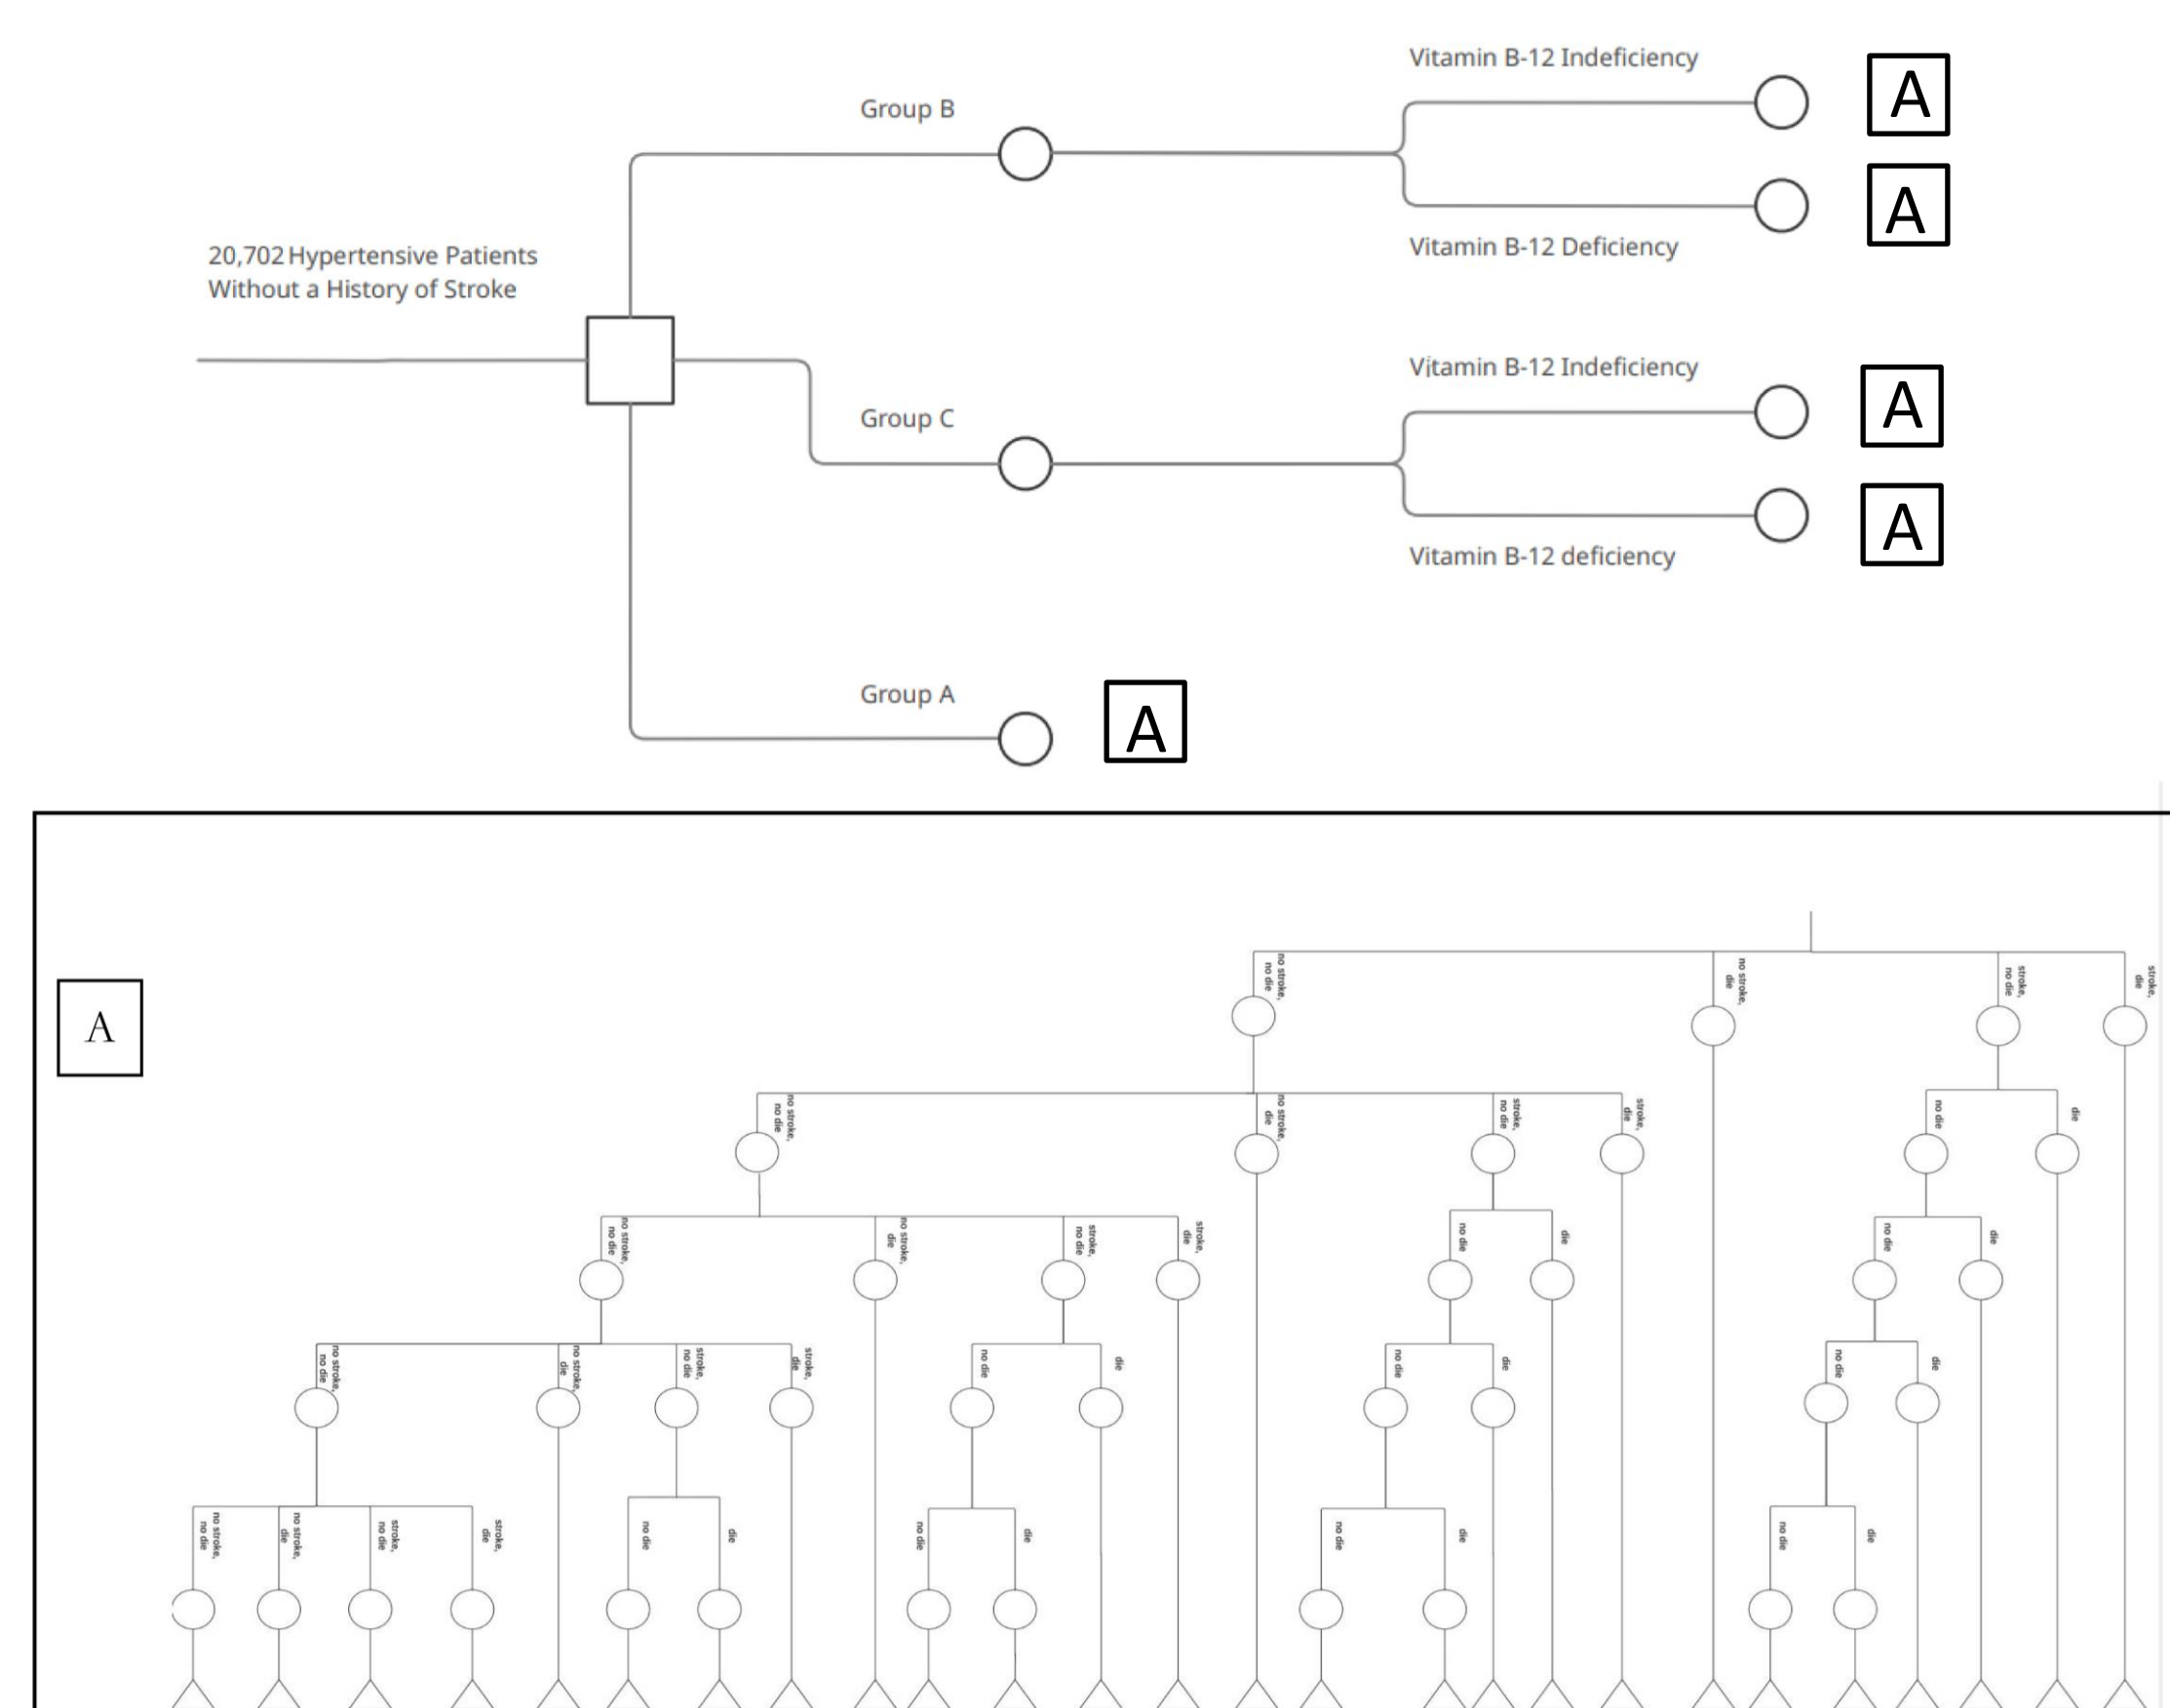 Vitamin B-12 Indeficiency
A
Group B
A
Vitamin B-12 Deficiency
20,702 Hypertensive Patients
Without a History of Stroke
Vitamin B-12 Indeficiency
A
Group C
A
Vitamin B-12 deficiency
Group A
A
A
no stroke,
no die
no stroke,
die
stroke,
no die
stroke,
die
no stroke,
no die
no stroke,
die
stroke,
no die
stroke,
die
no die
die
no stroke,
no die
no stroke,
die
stroke,
no die
stroke,
die
no die
die
no die
die
no stroke,
no die
no stroke,
die
stroke,
no die
stroke,
die
no die
die
no die
die
no die
die
no stroke,
no die
no stroke,
die
stroke,
no die
stroke,
die
no die
die
no die
die
no die
die
no die
die